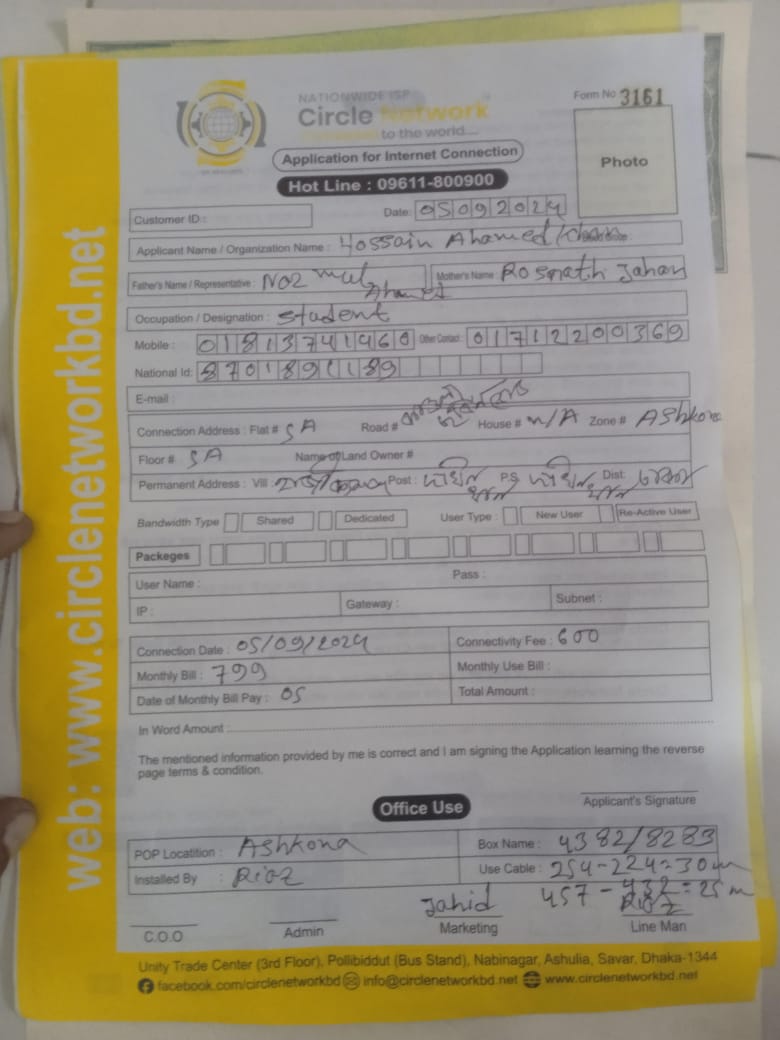 NATIONWIDE ISP
Circle Network
Connected to the world....
Form No 3161
Application for Internet Connection
Hot Line : 09611-800900
Photo
Customer ID :
Date: 05092024
Applicant Name / Organization Name : Hossain Ahamed Khan
Father's Name / Representative : Nor Mul Ahamed Mother's Name Rosnath Jahan
Occupation / Designation : Student
Mobile : 01813741460 Other Contact : 01712200369
National Id: 8701891189
E-mail :
Connection Address : Flat # 5A Road # House # N/A Zone # Ashkona
Floor # 5A Name of Land Owner #
Permanent Address : Vill : Post : P.S Dist:
Bandwidth Type Shared Dedicated User Type : New User Re-Active User
Packeges
User Name : Pass :
IP : Gateway : Subnet :
Connection Date : 05/09/2024 Connectivity Fee : 600
Monthly Bill : 799 Monthly Use Bill :
Date of Monthly Bill Pay : 05 Total Amount :
In Word Amount :
The mentioned information provided by me is correct and I am signing the Application learning the reverse
page terms & condition.
Applicant's Signature
Office Use
POP Locatition : Ashkona Box Name : 4382/8283
Installed By : Riaz Use Cable : 254-224=30m
457-432=25m
Jahid Riaz
C.O.O Admin Marketing Line Man
Unity Trade Center (3rd Floor), Pollibiddut (Bus Stand), Nabinagar, Ashulia, Savar, Dhaka-1344
facebook.com/circlenetworkbd info@circlenetworkbd.net www.circlenetworkbd.net
web: www.circlenetworkbd.net